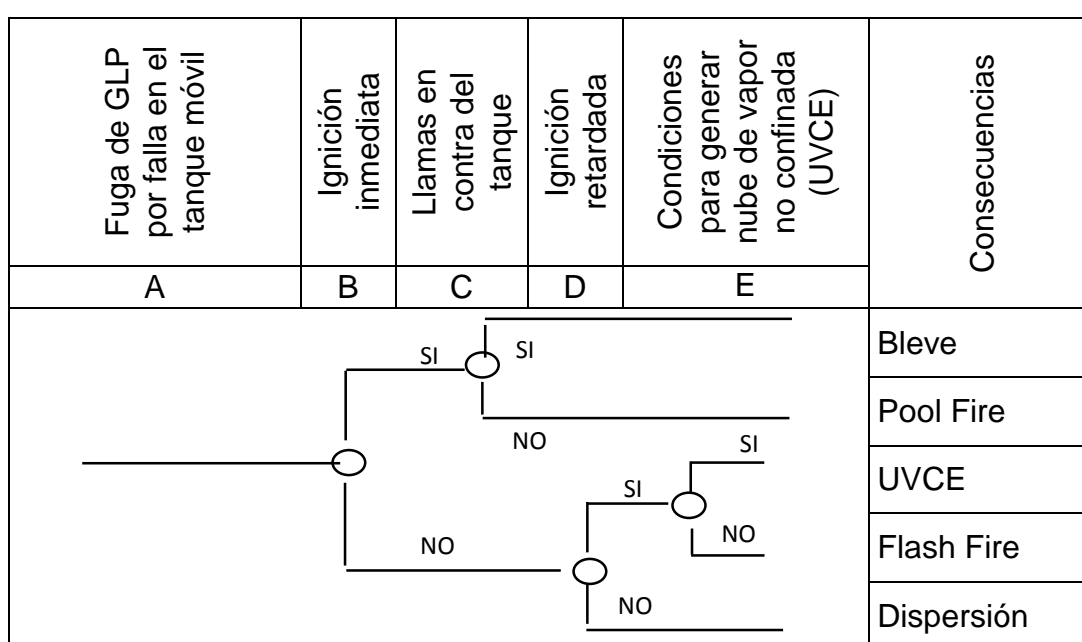 Fuga de GLP
por falla en el
tanque móvil
Ignición
inmediata
Llamas en
contra del
tanque
Ignición
retardada
Condiciones
para generar
nube de vapor
no confinada
(UVCE)
Consecuencias
A
B
C
D
E
SI
SI
NO
SI
SI
NO
NO
NO
Bleve
Pool Fire
UVCE
Flash Fire
Dispersión